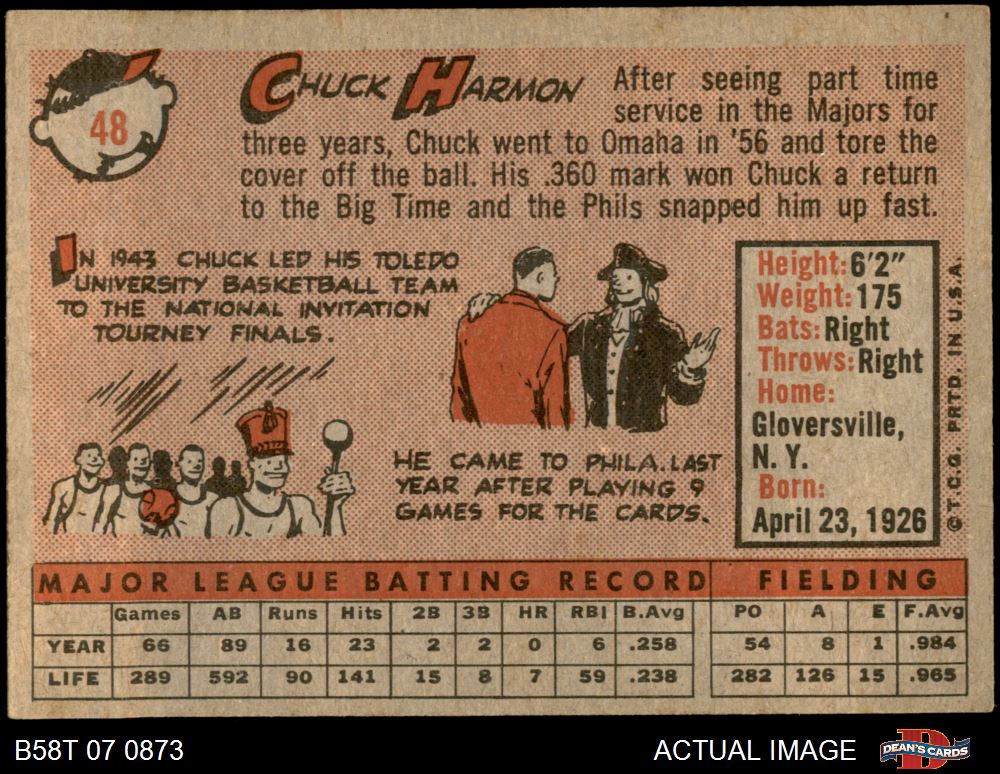 48
CHUCK HARMON
After seeing part time
service in the Majors for
three years, Chuck went to Omaha in '56 and tore the
cover off the ball. His .360 mark won Chuck a return
to the Big Time and the Phils snapped him up fast.
IN 1943 CHUCK LED HIS TOLEDO
UNIVERSITY BASKETBALL TEAM
TO THE NATIONAL INVITATION
TOURNEY FINALS.
HE CAME TO PHILA. LAST
YEAR AFTER PLAYING 9
GAMES FOR THE CARDS.
Height: 6'2"
Weight: 175
Bats: Right
Throws: Right
Home:
Gloversville,
N. Y.
Born:
April 23, 1926
© T.C.G. PRTD. IN U.S.A.
MAJOR LEAGUE BATTING RECORD FIELDING
Games AB Runs Hits 2B 3B HR RBI B.Avg PO A E F.Avg
YEAR 66 89 16 23 2 2 0 6 .258 54 8 1 .984
LIFE 289 592 90 141 15 8 7 59 .238 282 126 15 .965
B58T 07 0873
ACTUAL IMAGE
DEAN'S CARDS